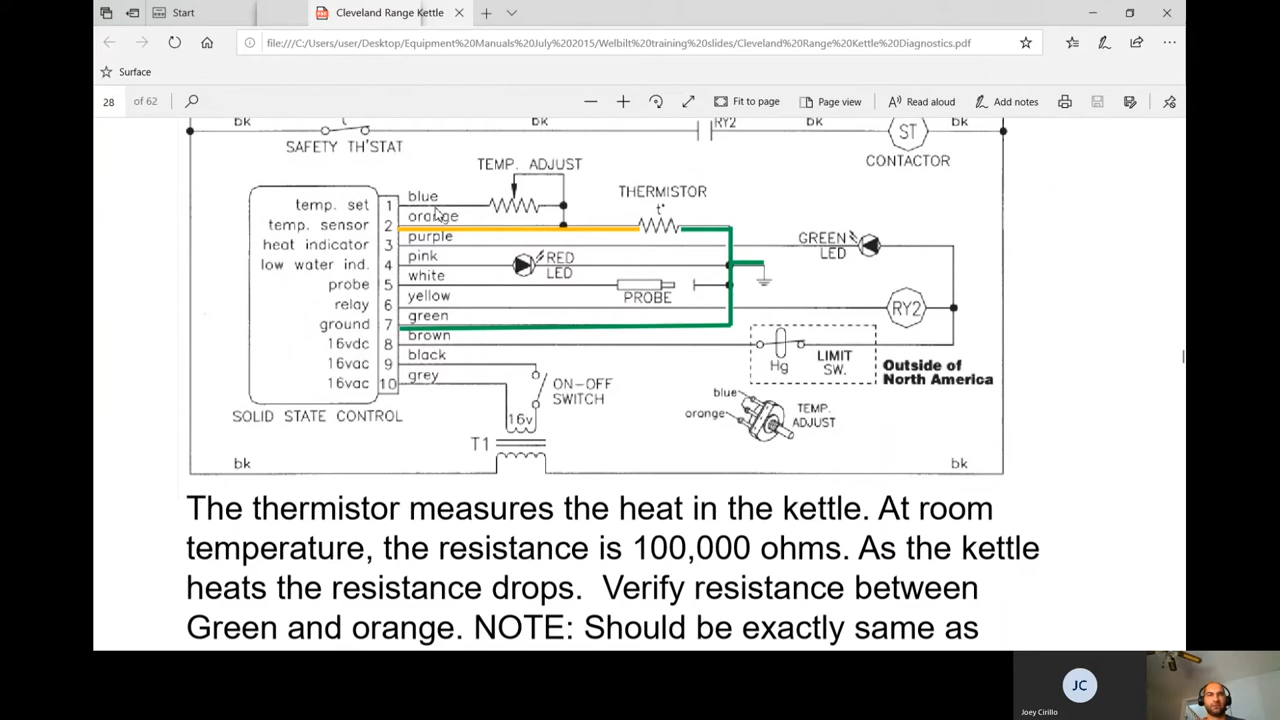 Start
Cleveland Range Kettle
file:///C:/Users/user/Desktop/Equipment%20Manuals%20July%202015/Welbilt%20training%20slides/Cleveland%20Range%20Kettle%20Diagnostics.pdf
Surface
28 of 62
Fit to page
Page view
Read aloud
Add notes
bk bk RY2 bk ST bk
SAFETY TH'STAT
CONTACTOR
TEMP. ADJUST
THERMISTOR
t°
temp. set 1 blue
temp. sensor 2 orange
heat indicator 3 purple
GREEN LED
low water ind. 4 pink
RED LED
probe 5 white
PROBE
relay 6 yellow
RY2
ground 7 green
16vdc 8 brown
Hg
LIMIT SW.
Outside of
North America
16vac 9 black
16vac 10 grey
ON-OFF
SWITCH
SOLID STATE CONTROL
16v
T1
blue
orange
TEMP.
ADJUST
bk bk
The thermistor measures the heat in the kettle. At room
temperature, the resistance is 100,000 ohms. As the kettle
heats the resistance drops. Verify resistance between
Green and orange. NOTE: Should be exactly same as
JC
Joey Cirillo